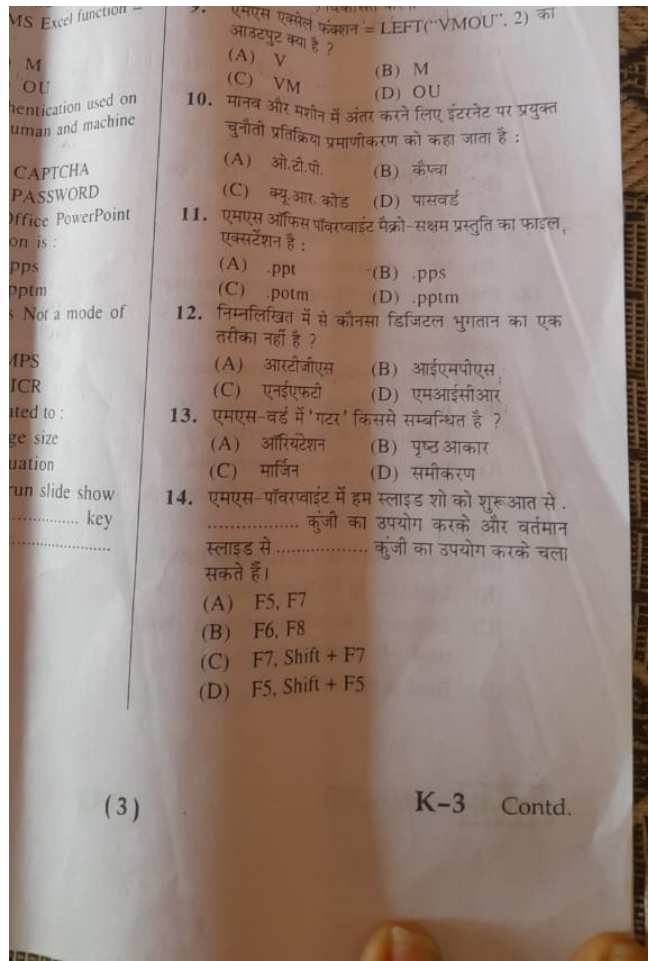 MS Excel function –
M
OU
hentication used on
uman and machine
CAPTCHA
PASSWORD
Office PowerPoint
on is :
pps
pptm
s Not a mode of
MPS
ICR
ated to :
ge size
uation
run slide show
............... key
......................
9. एमएस एक्सेल फंक्शन = LEFT("VMOU", 2) का
आउटपुट क्या है ?
(A) V (B) M
(C) VM (D) OU
10. मानव और मशीन में अंतर करने लिए इंटरनेट पर प्रयुक्त
चुनौती प्रतिक्रिया प्रमाणीकरण को कहा जाता है :
(A) ओ.टी.पी. (B) कैप्चा
(C) क्यू.आर. कोड (D) पासवर्ड
11. एमएस ऑफिस पॉवरप्वाइंट मैक्रो-सक्षम प्रस्तुति का फाइल
एक्सटेंशन है :
(A) .ppt (B) .pps
(C) .potm (D) .pptm
12. निम्नलिखित में से कौनसा डिजिटल भुगतान का एक
तरीका नहीं है ?
(A) आरटीजीएस (B) आईएमपीएस
(C) एनईएफटी (D) एमआईसीआर
13. एमएस-वर्ड में 'गटर' किससे सम्बन्धित है ?
(A) ऑरियंटेशन (B) पृष्ठ आकार
(C) मार्जिन (D) समीकरण
14. एमएस-पॉवरप्वाइंट में हम स्लाइड शो को शुरूआत से .
.................. कुंजी का उपयोग करके और वर्तमान
स्लाइड से .................. कुंजी का उपयोग करके चला
सकते हैं।
(A) F5, F7
(B) F6, F8
(C) F7, Shift + F7
(D) F5, Shift + F5
(3) K-3 Contd.